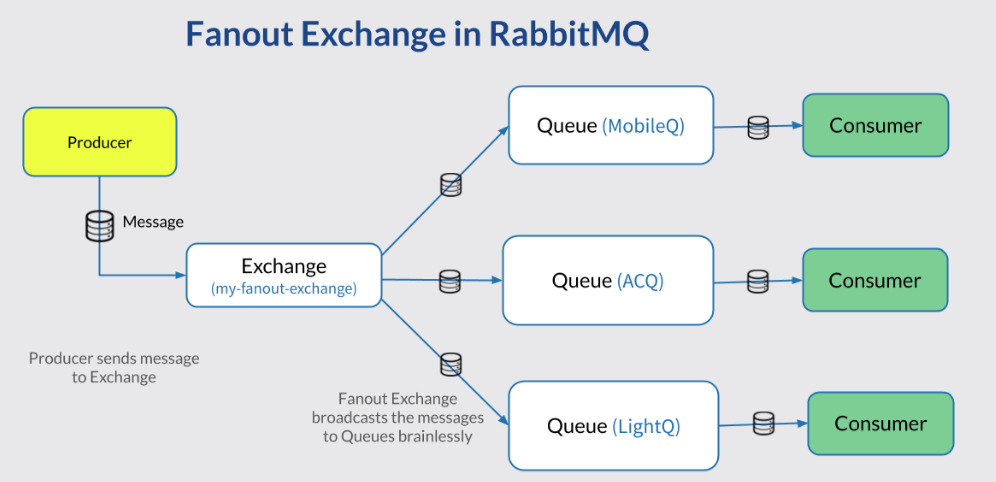 Fanout Exchange in RabbitMQ
Producer
Message
Exchange
(my-fanout-exchange)
Queue (MobileQ)
Consumer
Queue (ACQ)
Consumer
Queue (LightQ)
Consumer
Producer sends message
to Exchange
Fanout Exchange
broadcasts the messages
to Queues brainlessly